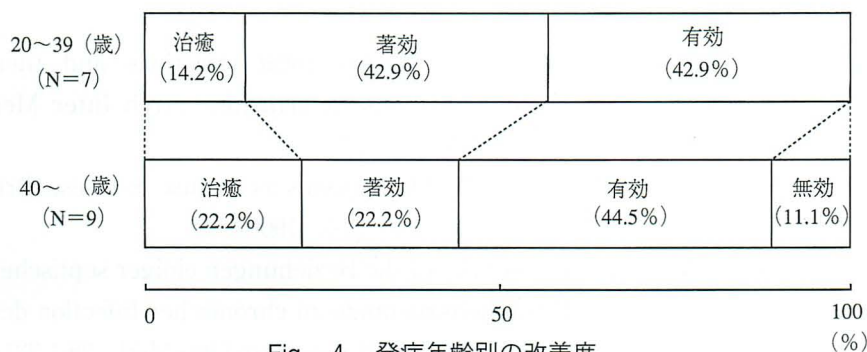 20～39（歳）
（N＝7）
治癒
（14.2％）
著効
（42.9％）
有効
（42.9％）
40～　（歳）
（N＝9）
治癒
（22.2％）
著効
（22.2％）
有効
（44.5％）
無効
（11.1％）
0
50
100
（％）
Fig. 4 発症年齢別の改善度